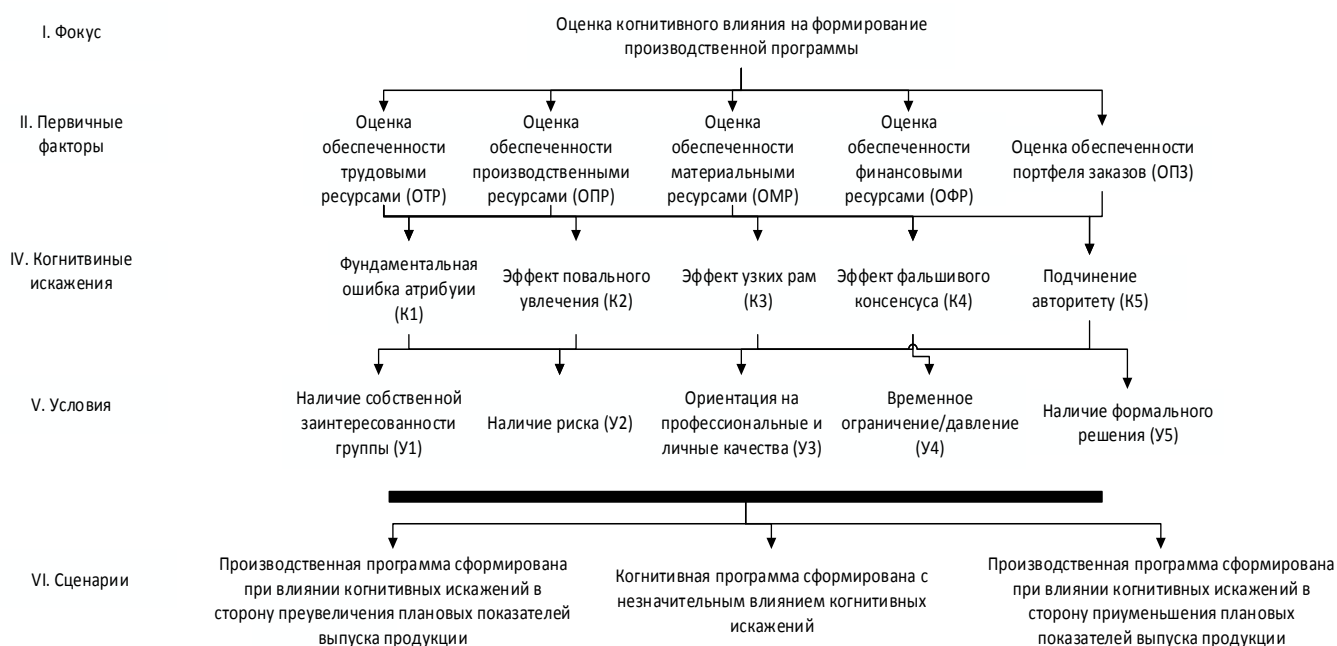 I. Фокус
Оценка когнитивного влияния на формирование
производственной программы
II. Первичные
факторы
Оценка
обеспеченности
трудовыми
ресурсами (ОТР)
Оценка
обеспеченности
производственными
ресурсами (ОПР)
Оценка
обеспеченности
материальными
ресурсами (ОМР)
Оценка
обеспеченности
финансовыми
ресурсами (ОФР)
Оценка обеспеченности
портфеля заказов (ОПЗ)
IV. Когнитвиные
искажения
Фундаментальная
ошибка атрибуии
(К1)
Эффект повального
увлечения (К2)
Эффект узких рам
(К3)
Эффект фальшивого
консенсуса (К4)
Подчинение
авторитету (К5)
V. Условия
Наличие собственной
заинтересованности
группы (У1)
Наличие риска (У2)
Ориентация на
профессиональные и
личные качества (У3)
Временное
ограничение/давление
(У4)
Наличие формального
решения (У5)
VI. Сценарии
Производственная программа сформирована
при влиянии когнитивных искажений в
сторону преувеличения плановых показателей
выпуска продукции
Когнитивная программа сформирована с
незначительным влиянием когнитивных
искажений
Производственная программа сформирована
при влиянии когнитивных искажений в
сторону приуменьшения плановых
показателей выпуска продукции